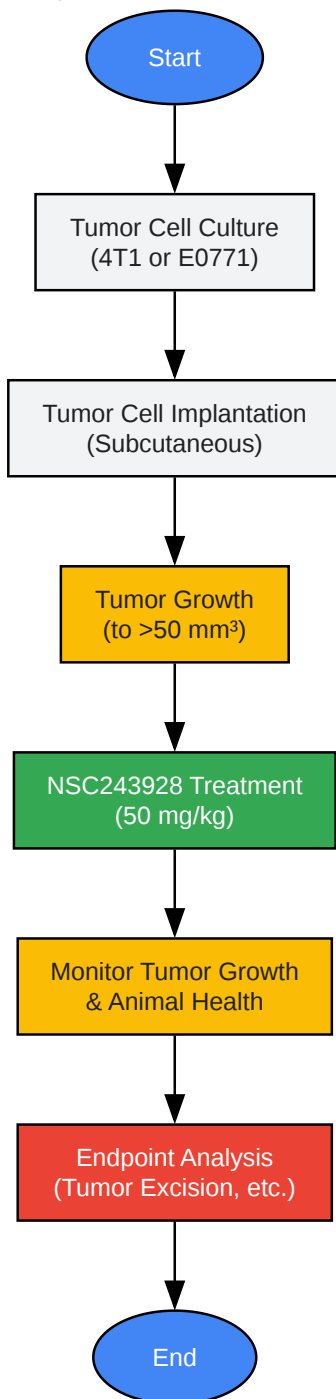 Start
Tumor Cell Culture
(4T1 or E0771)
Tumor Cell Implantation
(Subcutaneous)
Tumor Growth
(to >50 mm³)
NSC243928 Treatment
(50 mg/kg)
Monitor Tumor Growth
& Animal Health
Endpoint Analysis
(Tumor Excision, etc.)
End